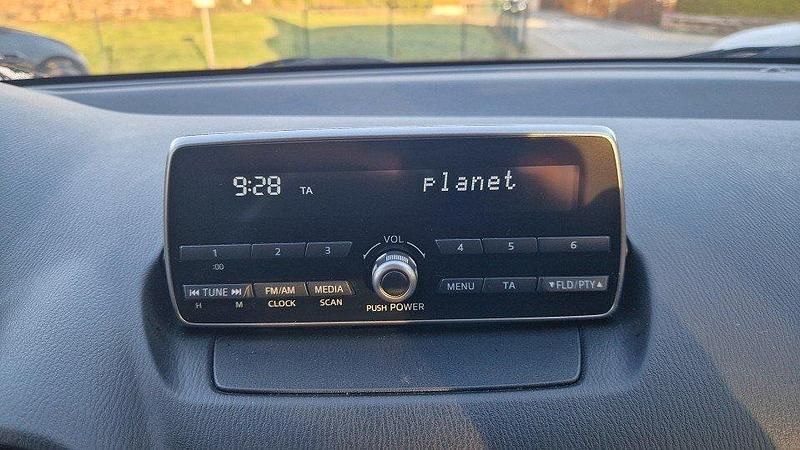 9:28 TA planet
VOL
1 2 3 4 5 6
:00
TUNE FM/AM MEDIA MENU TA FLD/PTY
H M CLOCK SCAN PUSH POWER